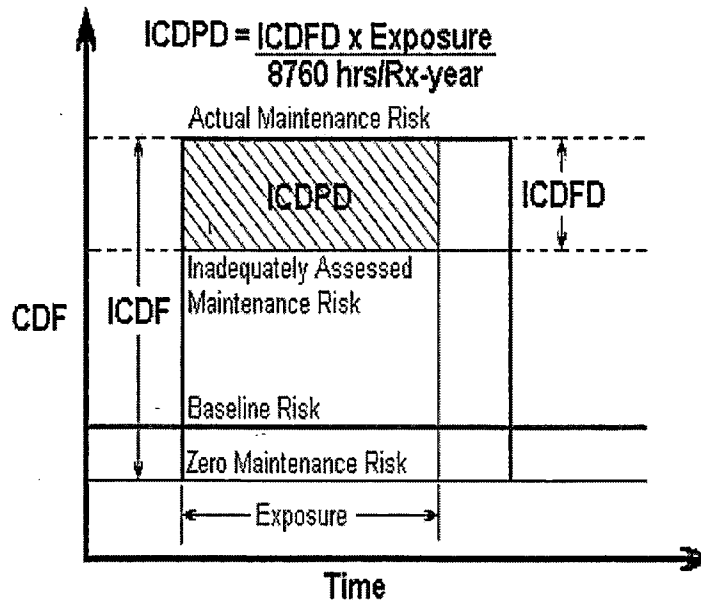 ICDPD = ICDFD x Exposure
8760 hrs/Rx-year
Actual Maintenance Risk
ICDPD
ICDFD
Inadequately Assessed
Maintenance Risk
CDF
ICDF
Baseline Risk
Zero Maintenance Risk
Exposure
Time